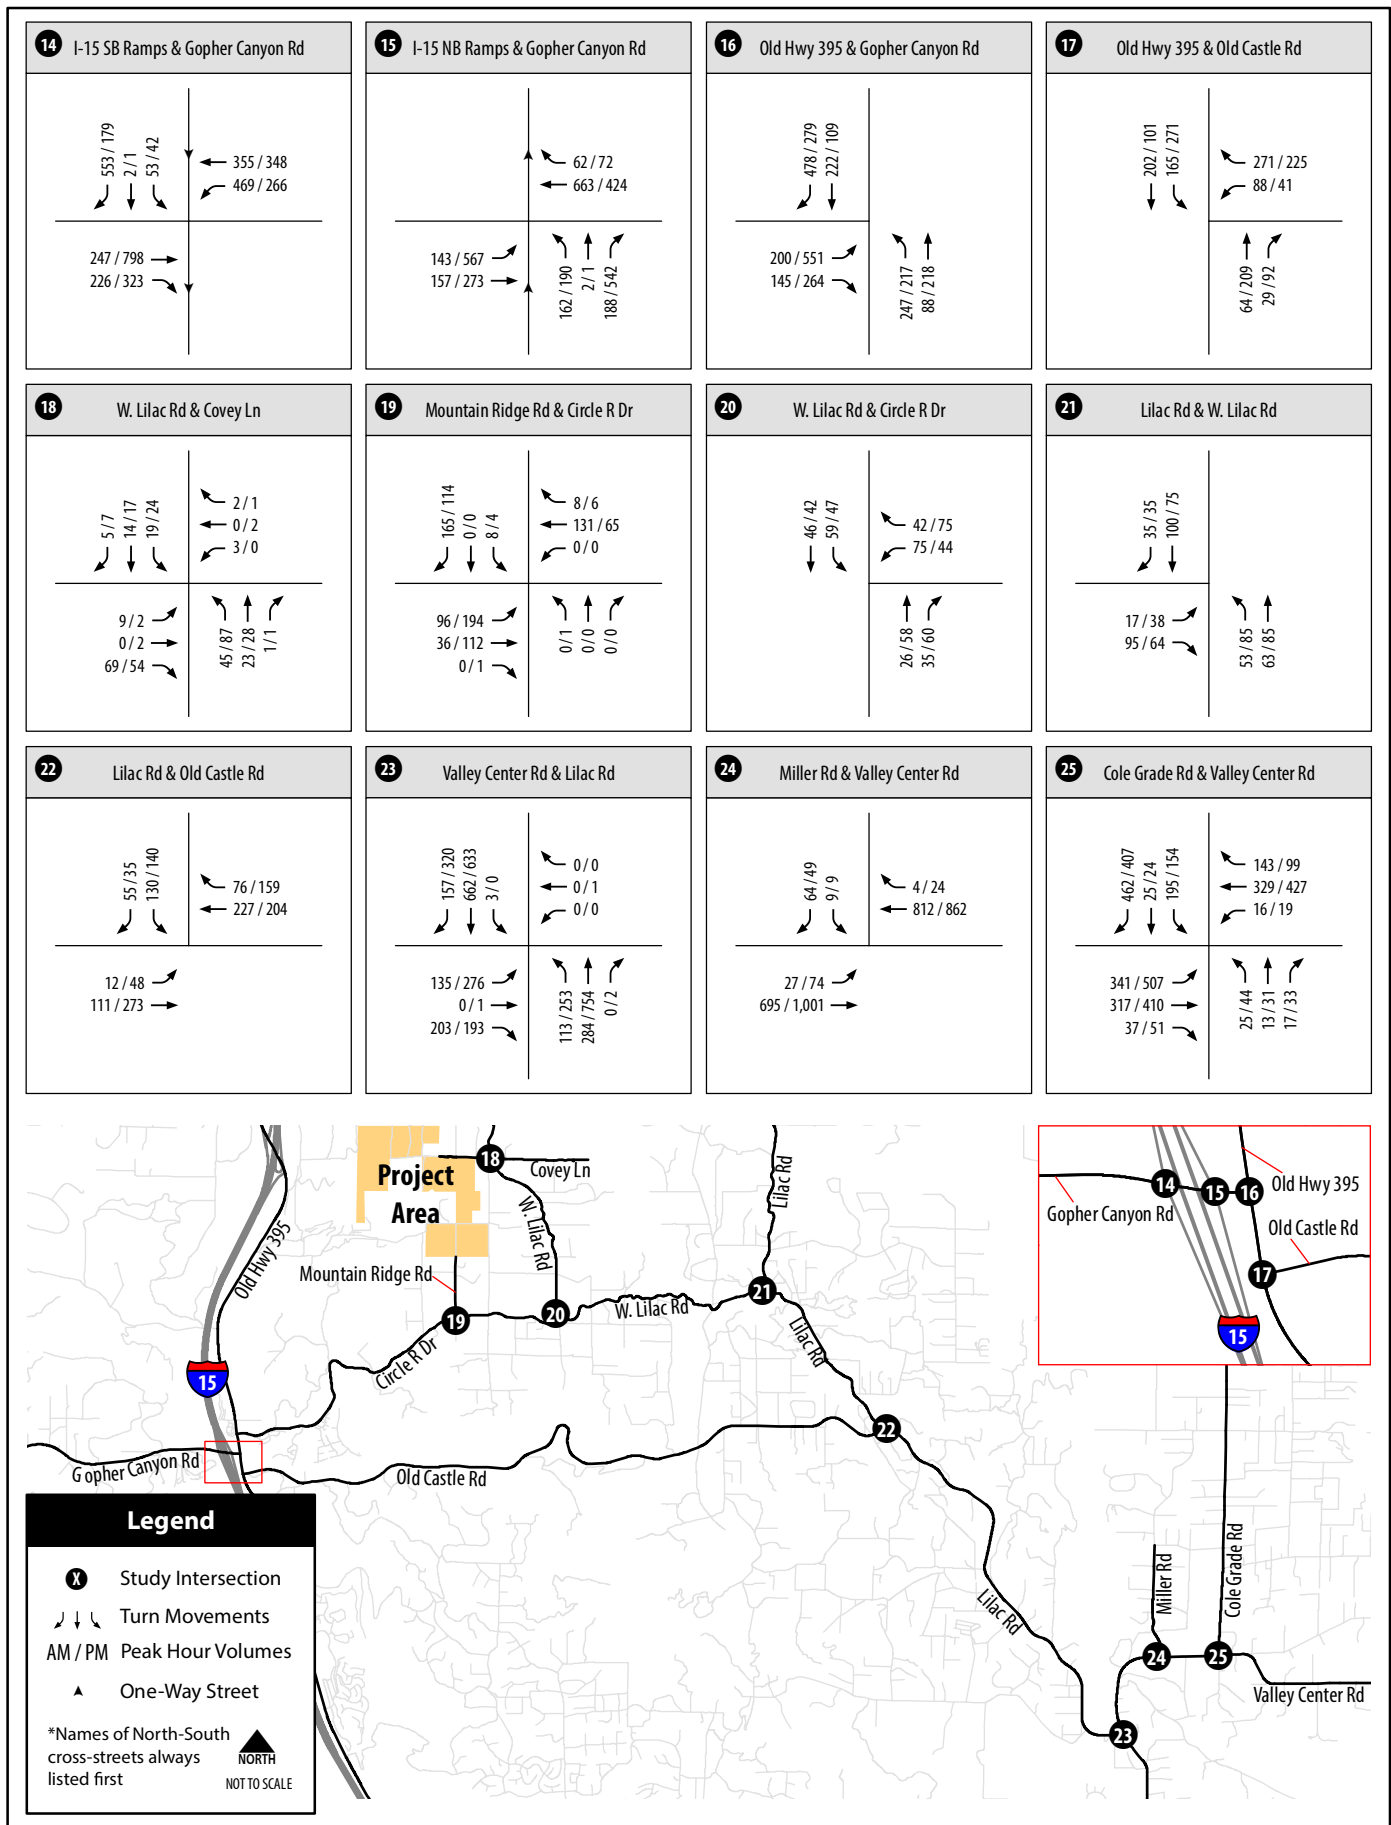 14 I-15 SB Ramps & Gopher Canyon Rd
553 / 179
2 / 1
53 / 42
355 / 348
469 / 266
247 / 798
226 / 323
15 I-15 NB Ramps & Gopher Canyon Rd
62 / 72
663 / 424
143 / 567
157 / 273
162 / 190
2 / 1
188 / 542
16 Old Hwy 395 & Gopher Canyon Rd
478 / 279
222 / 109
200 / 551
145 / 264
247 / 217
88 / 218
17 Old Hwy 395 & Old Castle Rd
202 / 101
165 / 271
271 / 225
88 / 41
64 / 209
29 / 92
18 W. Lilac Rd & Covey Ln
5 / 7
14 / 17
19 / 24
2 / 1
0 / 2
3 / 0
9 / 2
0 / 2
69 / 54
45 / 87
23 / 28
1 / 1
19 Mountain Ridge Rd & Circle R Dr
165 / 114
0 / 0
8 / 4
8 / 6
131 / 65
0 / 0
96 / 194
36 / 112
0 / 1
0 / 1
0 / 0
0 / 0
20 W. Lilac Rd & Circle R Dr
46 / 42
59 / 47
42 / 75
75 / 44
26 / 58
35 / 60
21 Lilac Rd & W. Lilac Rd
35 / 35
100 / 75
17 / 38
95 / 64
53 / 85
63 / 85
22 Lilac Rd & Old Castle Rd
55 / 35
130 / 140
76 / 159
227 / 204
12 / 48
111 / 273
23 Valley Center Rd & Lilac Rd
157 / 320
662 / 633
3 / 0
0 / 0
0 / 1
0 / 0
135 / 276
0 / 1
203 / 193
113 / 253
284 / 754
0 / 2
24 Miller Rd & Valley Center Rd
64 / 49
9 / 9
4 / 24
812 / 862
27 / 74
695 / 1,001
25 Cole Grade Rd & Valley Center Rd
462 / 407
25 / 24
195 / 154
143 / 99
329 / 427
16 / 19
341 / 507
317 / 410
37 / 51
25 / 44
13 / 31
17 / 33
Project
Area
18
Covey Ln
W. Lilac Rd
Lilac Rd
Old Hwy 395
Mountain Ridge Rd
19
20
W. Lilac Rd
21
Lilac Rd
Circle R Dr
15
22
Gopher Canyon Rd
Old Castle Rd
Lilac Rd
Miller Rd
Cole Grade Rd
24
25
Valley Center Rd
23
14
15
16
Old Hwy 395
Gopher Canyon Rd
Old Castle Rd
17
15
Legend
X Study Intersection
Turn Movements
AM / PM Peak Hour Volumes
One-Way Street
*Names of North-South
cross-streets always
listed first
NORTH
NOT TO SCALE